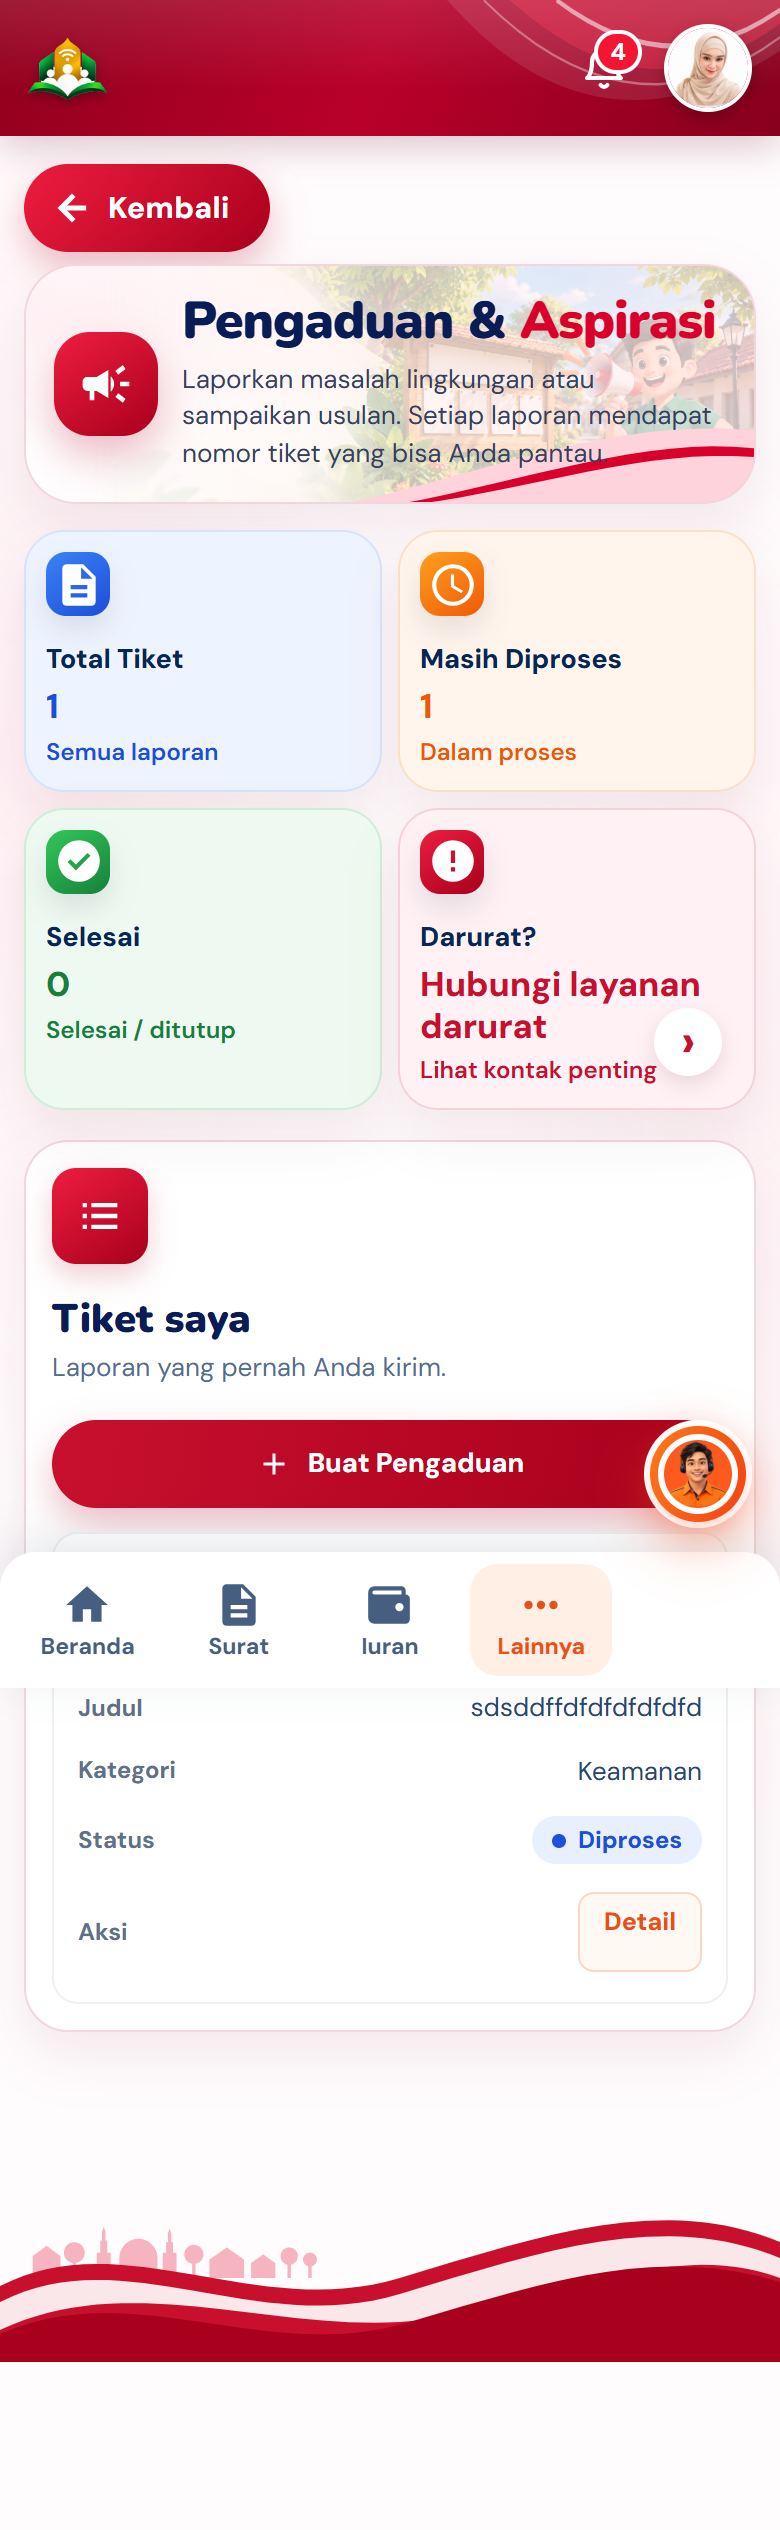 4
Kembali
Pengaduan & Aspirasi
Laporkan masalah lingkungan atau
sampaikan usulan. Setiap laporan mendapat
nomor tiket yang bisa Anda pantau.
Total Tiket
1
Semua laporan
Masih Diproses
1
Dalam proses
Selesai
0
Selesai / ditutup
Darurat?
Hubungi layanan
darurat
Lihat kontak penting
Tiket saya
Laporan yang pernah Anda kirim.
Buat Pengaduan
Beranda
Surat
Iuran
Lainnya
Judul
sdsddffdfdfdfdfdfd
Kategori
Keamanan
Status
Diproses
Aksi
Detail